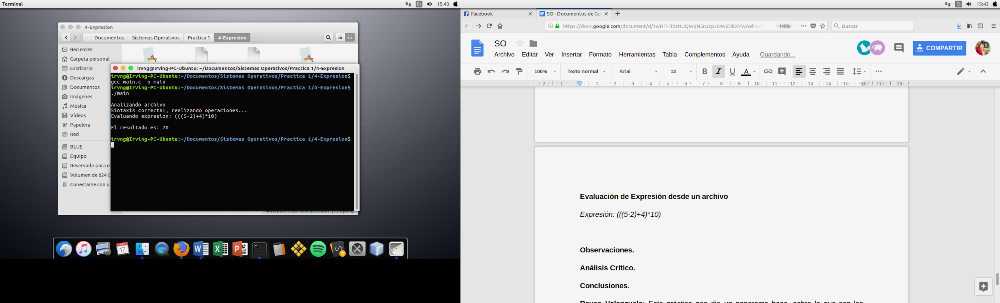 Terminal
Es
15:43
4-Expresion
Documentos
Sistemas Operativos
Practica 1
4-Expresion
Recientes
Carpeta personal
Escritorio
Descargas
Documentos
Imágenes
Música
Vídeos
Papelera
Red
BLUE
Equipo
Reservado para el
Volumen de 624
Conectarse con u
irvng@Irving-PC-Ubuntu: ~/Documentos/Sistemas Operativos/Practica 1/4-Expresion
irvng@Irving-PC-Ubuntu:~/Documentos/Sistemas Operativos/Practica 1/4-Expresion$
gcc main.c -o main
irvng@Irving-PC-Ubuntu:~/Documentos/Sistemas Operativos/Practica 1/4-Expresion$
./main
Analizando archivo
Sintaxis correcta!, realizando operaciones...
Evaluando expresion: (((5-2)+4)*10)
El resultado es: 70
irvng@Irving-PC-Ubuntu:~/Documentos/Sistemas Operativos/Practica 1/4-Expresion$
JUL
17
W
X
P
>_
</>
S
Es
15:43
Facebook
SO - Documentos de Goo
https://docs.google.com/document/d/
140%
Buscar
SO
Archivo Editar Ver Insertar Formato Herramientas Tabla Complementos Ayuda Guardando...
COMPARTIR
100%
Texto normal
Arial
12
B I U A
2 1 1 2 3 4 5 6 7 8 9 10 11 12 13 14 15 16 17 18
Evaluación de Expresión desde un archivo
Expresión: (((5-2)+4)*10)
Observaciones.
Análisis Crítico.
Conclusiones.
Reyes Valenzuela: Esta práctica nos dio un panorama base, sobre lo que son las